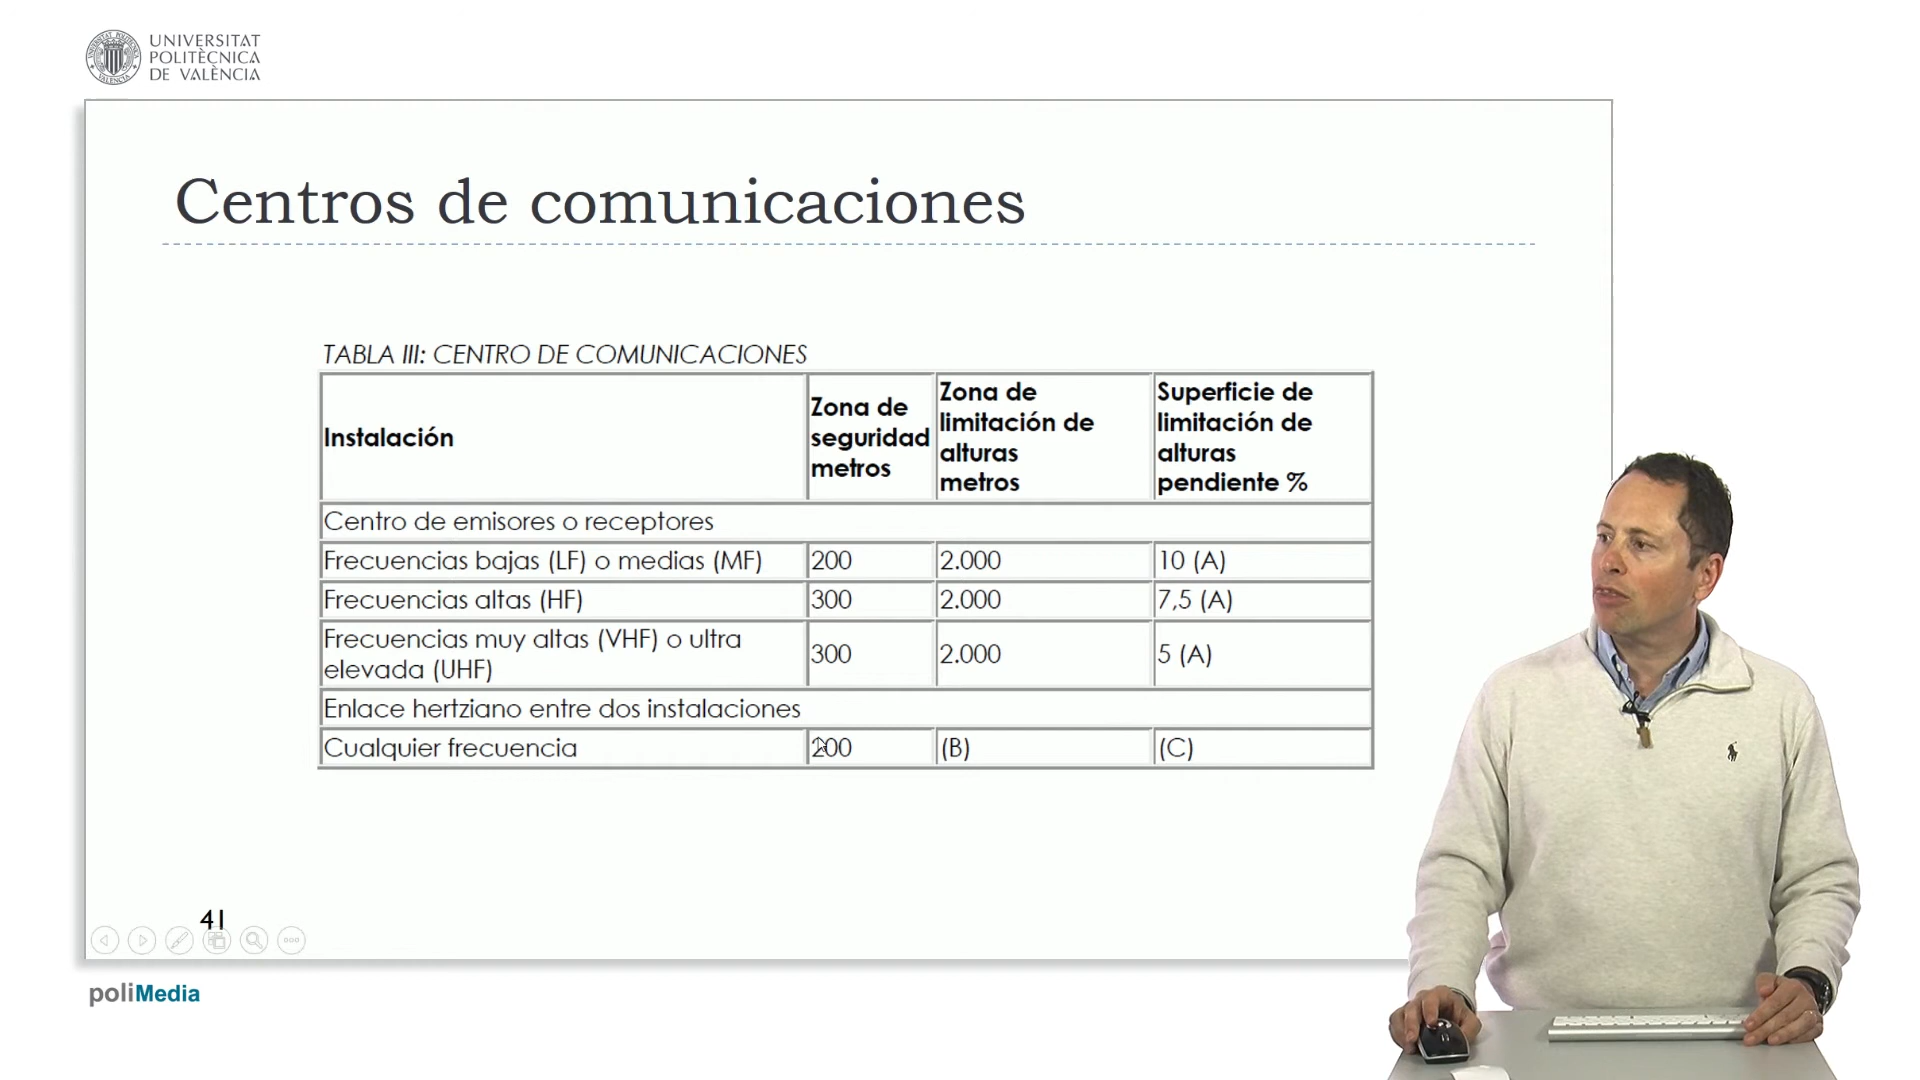 UNIVERSITAT
POLITÈCNICA
DE VALÈNCIA
Centros de comunicaciones
TABLA III: CENTRO DE COMUNICACIONES
Instalación
Zona de
seguridad
metros
Zona de
limitación de
alturas
metros
Superficie de
limitación de
alturas
pendiente %
Centro de emisores o receptores
Frecuencias bajas (LF) o medias (MF) 200 2.000 10 (A)
Frecuencias altas (HF) 300 2.000 7,5 (A)
Frecuencias muy altas (VHF) o ultra
elevada (UHF) 300 2.000 5 (A)
Enlace hertziano entre dos instalaciones
Cualquier frecuencia 200 (B) (C)
41
poliMedia